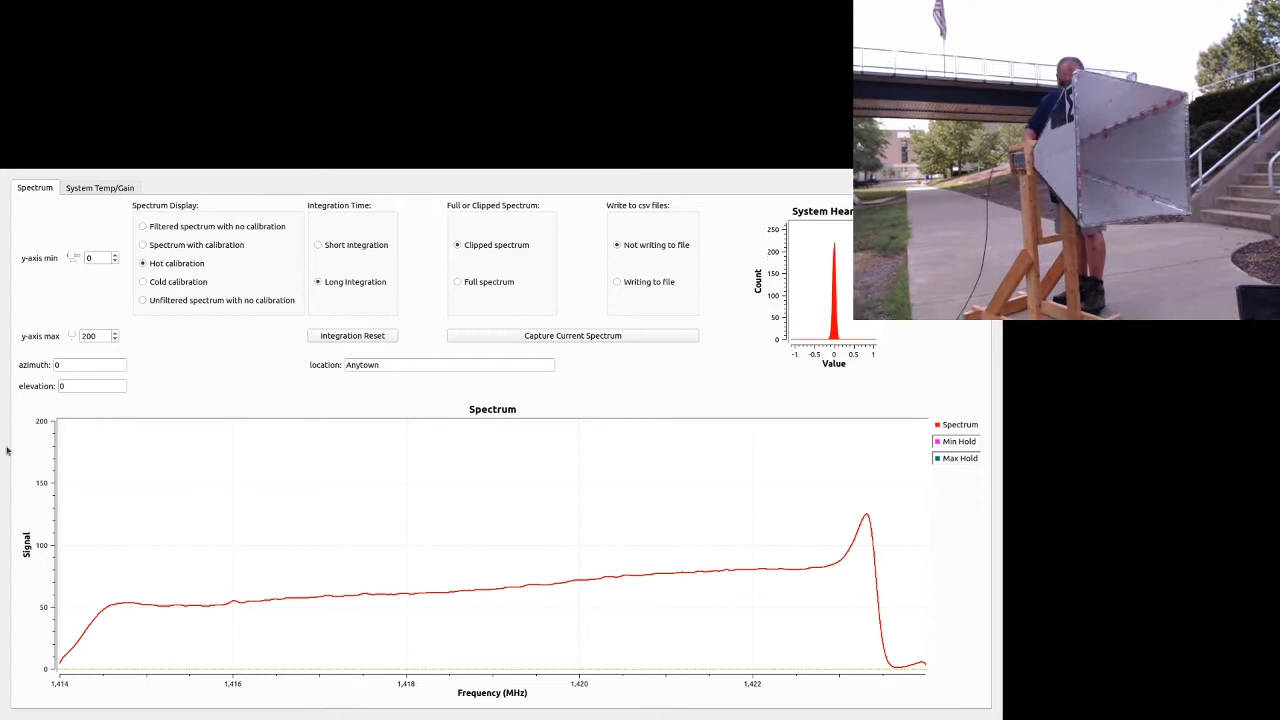 Spectrum
System Temp/Gain
Spectrum Display:
Integration Time:
Full or Clipped Spectrum:
Write to csv files:
System Hear
Filtered spectrum with no calibration
Spectrum with calibration
Hot calibration
Cold calibration
Unfiltered spectrum with no calibration
Short Integration
Long Integration
Clipped spectrum
Full spectrum
Not writing to file
Writing to file
y-axis min
0
y-axis max
200
Integration Reset
Capture Current Spectrum
azimuth:
0
location:
Anytown
elevation:
0
Count
250
200
150
100
50
0
-1 -0.5 0 0.5 1
Value
Spectrum
Signal
200
150
100
50
0
1,414 1,416 1,418 1,420 1,422
Frequency (MHz)
Spectrum
Min Hold
Max Hold